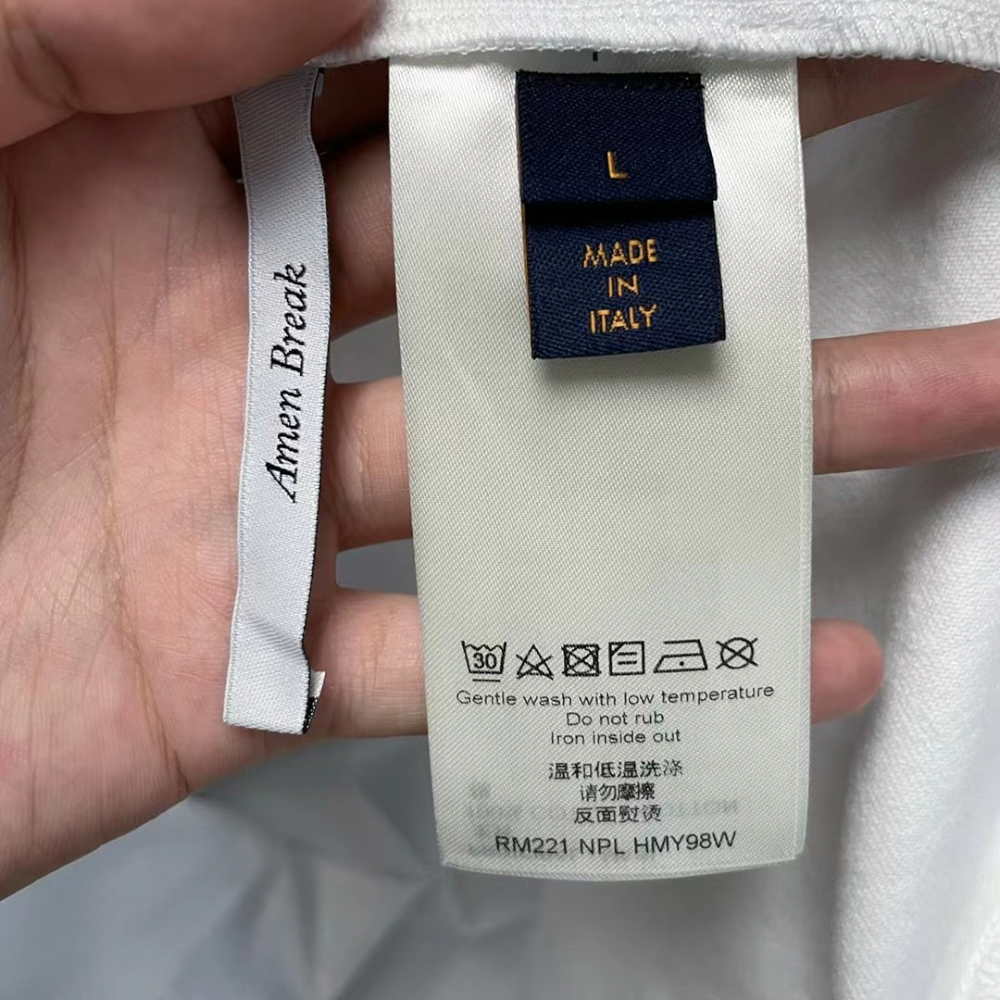 Amen Break
L
MADE
IN
ITALY
30
Gentle wash with low temperature
Do not rub
Iron inside out
温和低温洗涤
请勿摩擦
反面熨烫
RM221 NPL HMY98W